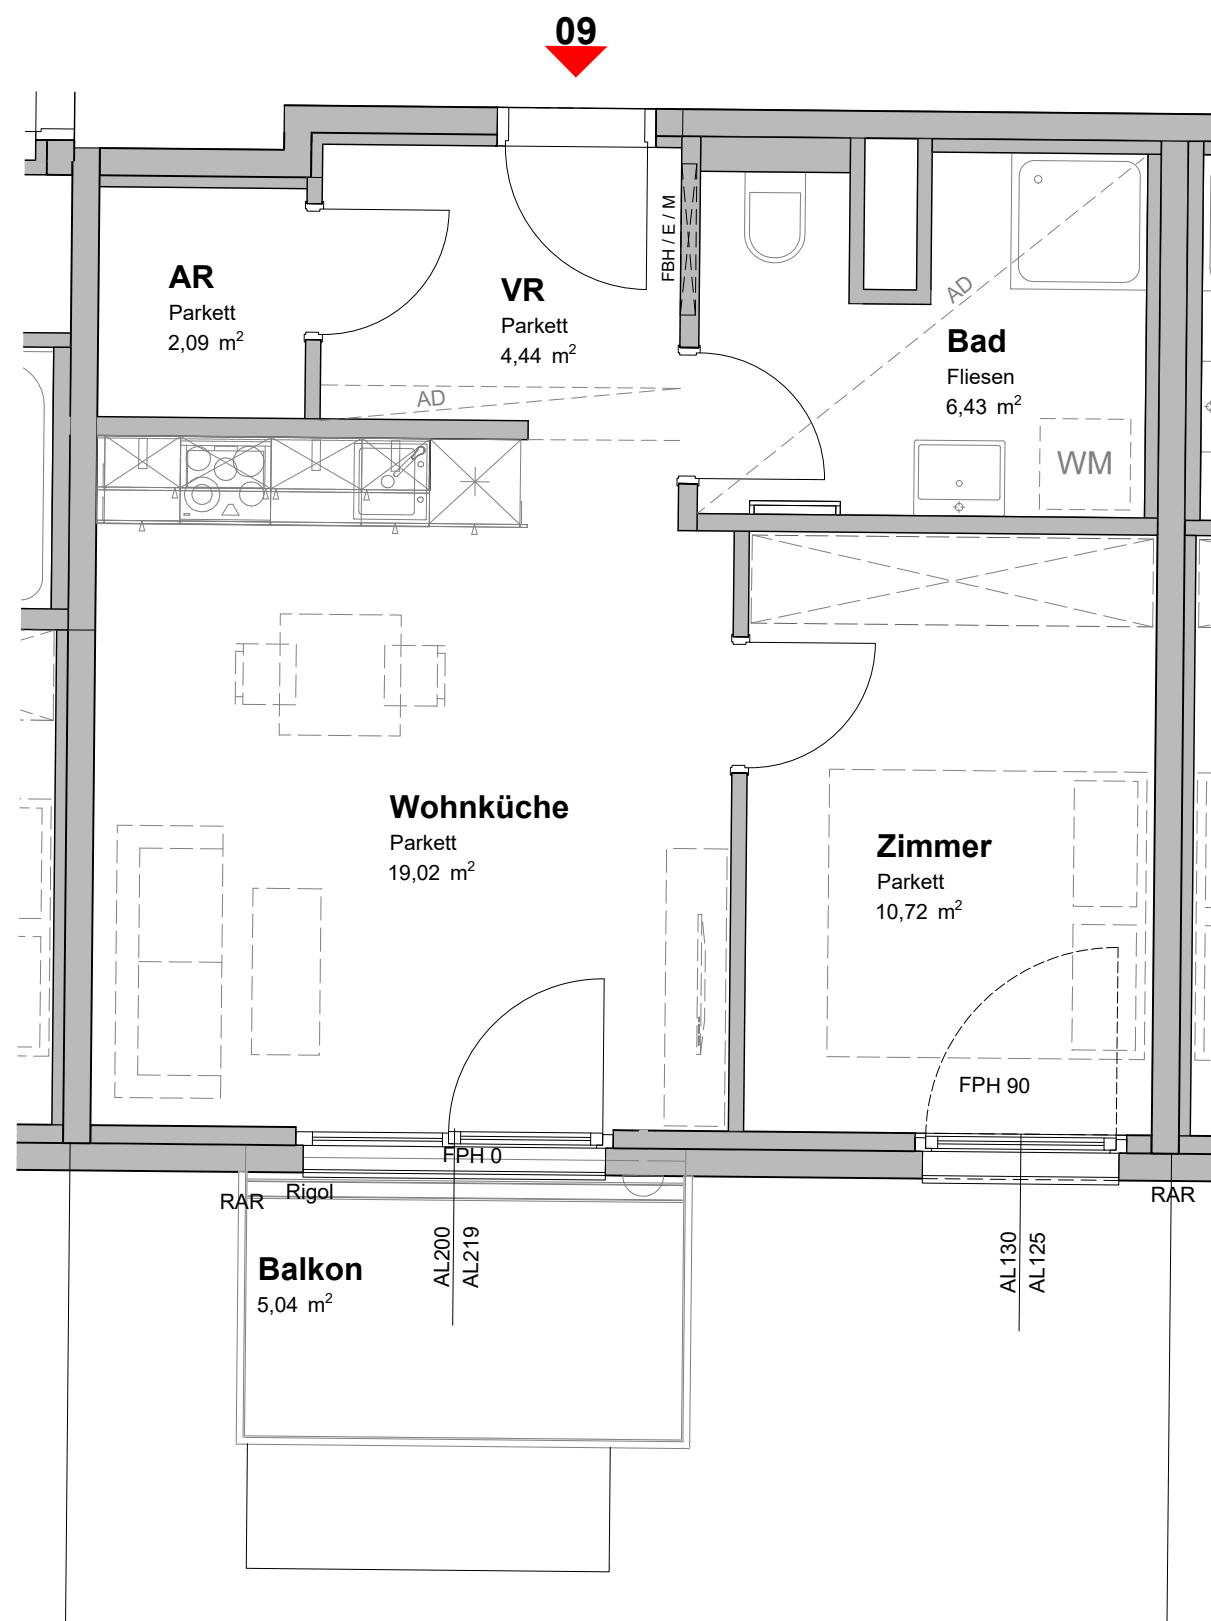 09
AR
Parkett
2,09 m²
VR
Parkett
4,44 m²
FBH / E / M
AD
Bad
Fliesen
6,43 m²
AD
WM
Wohnküche
Parkett
19,02 m²
Zimmer
Parkett
10,72 m²
FPH 90
FPH 0
RAR
Rigol
RAR
Balkon
5,04 m²
AL200
AL219
AL130
AL125